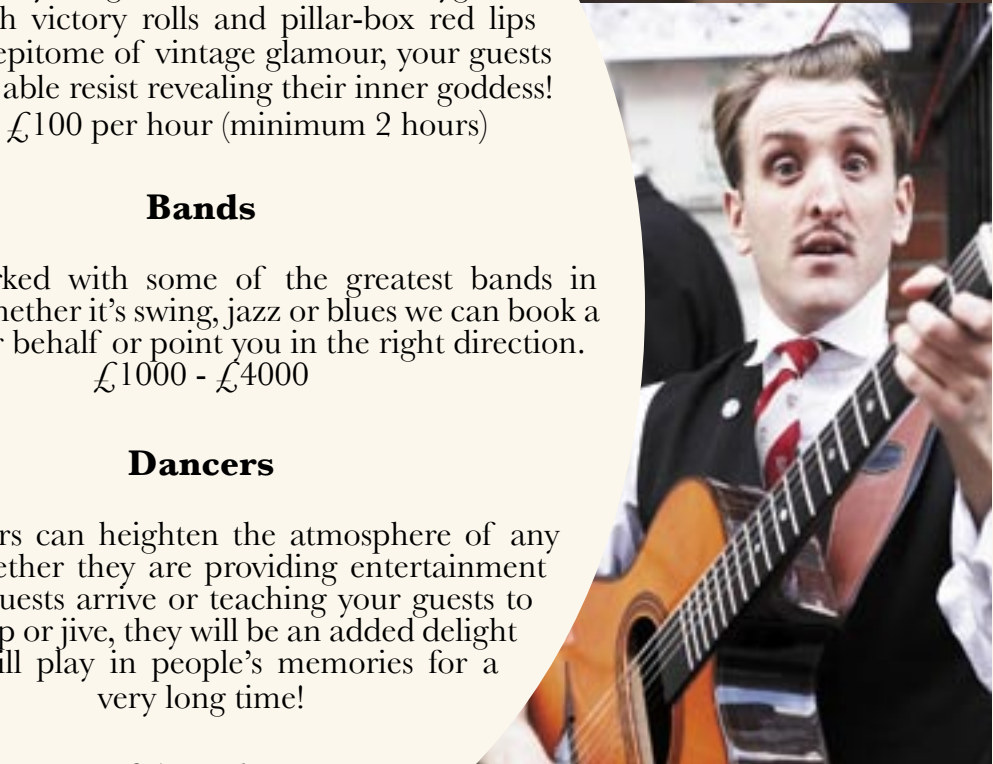 h victory rolls and pillar-box red lips
epitome of vintage glamour, your guests
able resist revealing their inner goddess!
£100 per hour (minimum 2 hours)
Bands
rked with some of the greatest bands in
hether it's swing, jazz or blues we can book a
r behalf or point you in the right direction.
£1000 - £4000
Dancers
rs can heighten the atmosphere of any
ether they are providing entertainment
uests arrive or teaching your guests to
p or jive, they will be an added delight
ill play in people's memories for a
very long time!